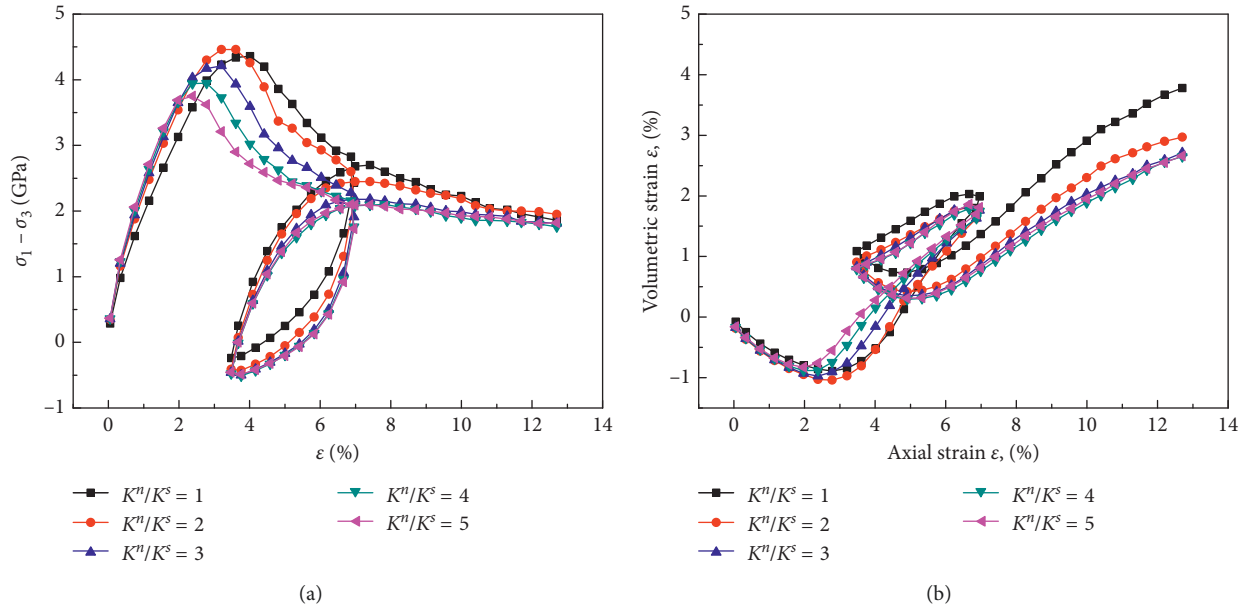 5
4
3
2
1
0
−1
σ1 − σ3 (GPa)
0 2 4 6 8 10 12 14
ε (%)
Kⁿ/Kˢ = 1
Kⁿ/Kˢ = 2
Kⁿ/Kˢ = 3
Kⁿ/Kˢ = 4
Kⁿ/Kˢ = 5
(a)
5
4
3
2
1
0
−1
Volumetric strain ε, (%)
0 2 4 6 8 10 12 14
Axial strain ε, (%)
Kⁿ/Kˢ = 1
Kⁿ/Kˢ = 2
Kⁿ/Kˢ = 3
Kⁿ/Kˢ = 4
Kⁿ/Kˢ = 5
(b)